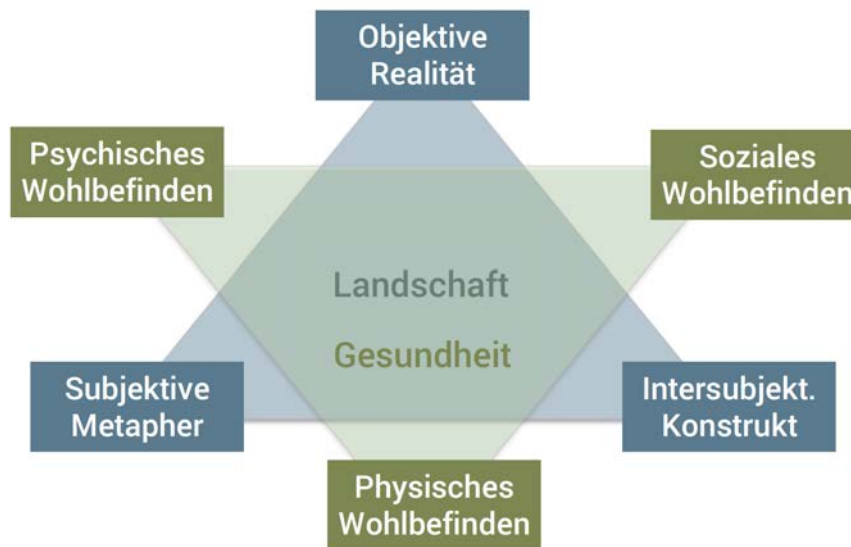 Objektive
Realität
Psychisches
Wohlbefinden
Soziales
Wohlbefinden
Landschaft
Gesundheit
Subjektive
Metapher
Intersubjekt.
Konstrukt
Physisches
Wohlbefinden